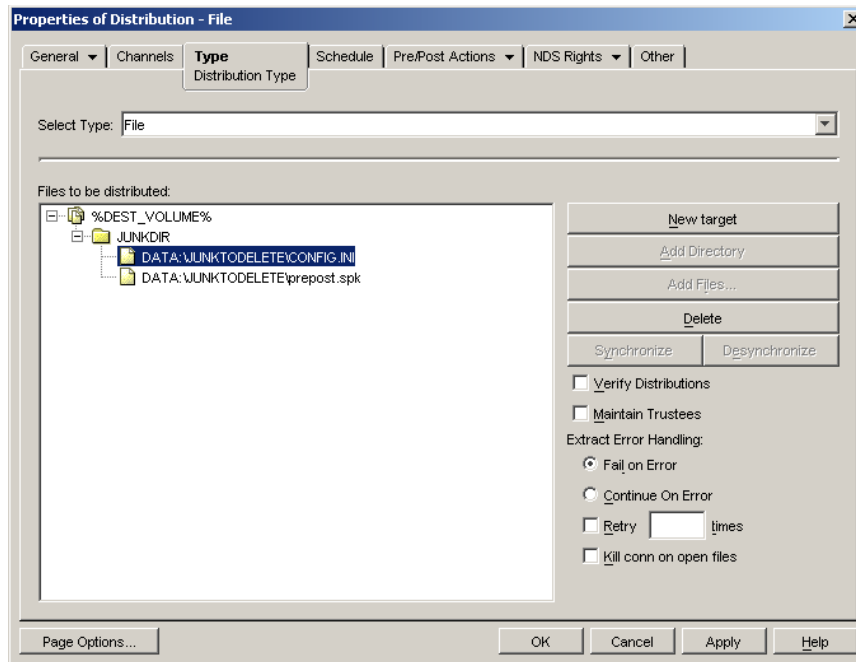 Properties of Distribution - File
General Channels Type Schedule Pre/Post Actions NDS Rights Other
Distribution Type
Select Type: File
Files to be distributed:
%DEST_VOLUME%
JUNKDIR
DATA:\JUNKTODELETE\CONFIG.INI
DATA:\JUNKTODELETE\prepost.spk
New target
Add Directory
Add Files...
Delete
Synchronize Desynchronize
Verify Distributions
Maintain Trustees
Extract Error Handling:
Fail on Error
Continue On Error
Retry times
Kill conn on open files
Page Options... OK Cancel Apply Help